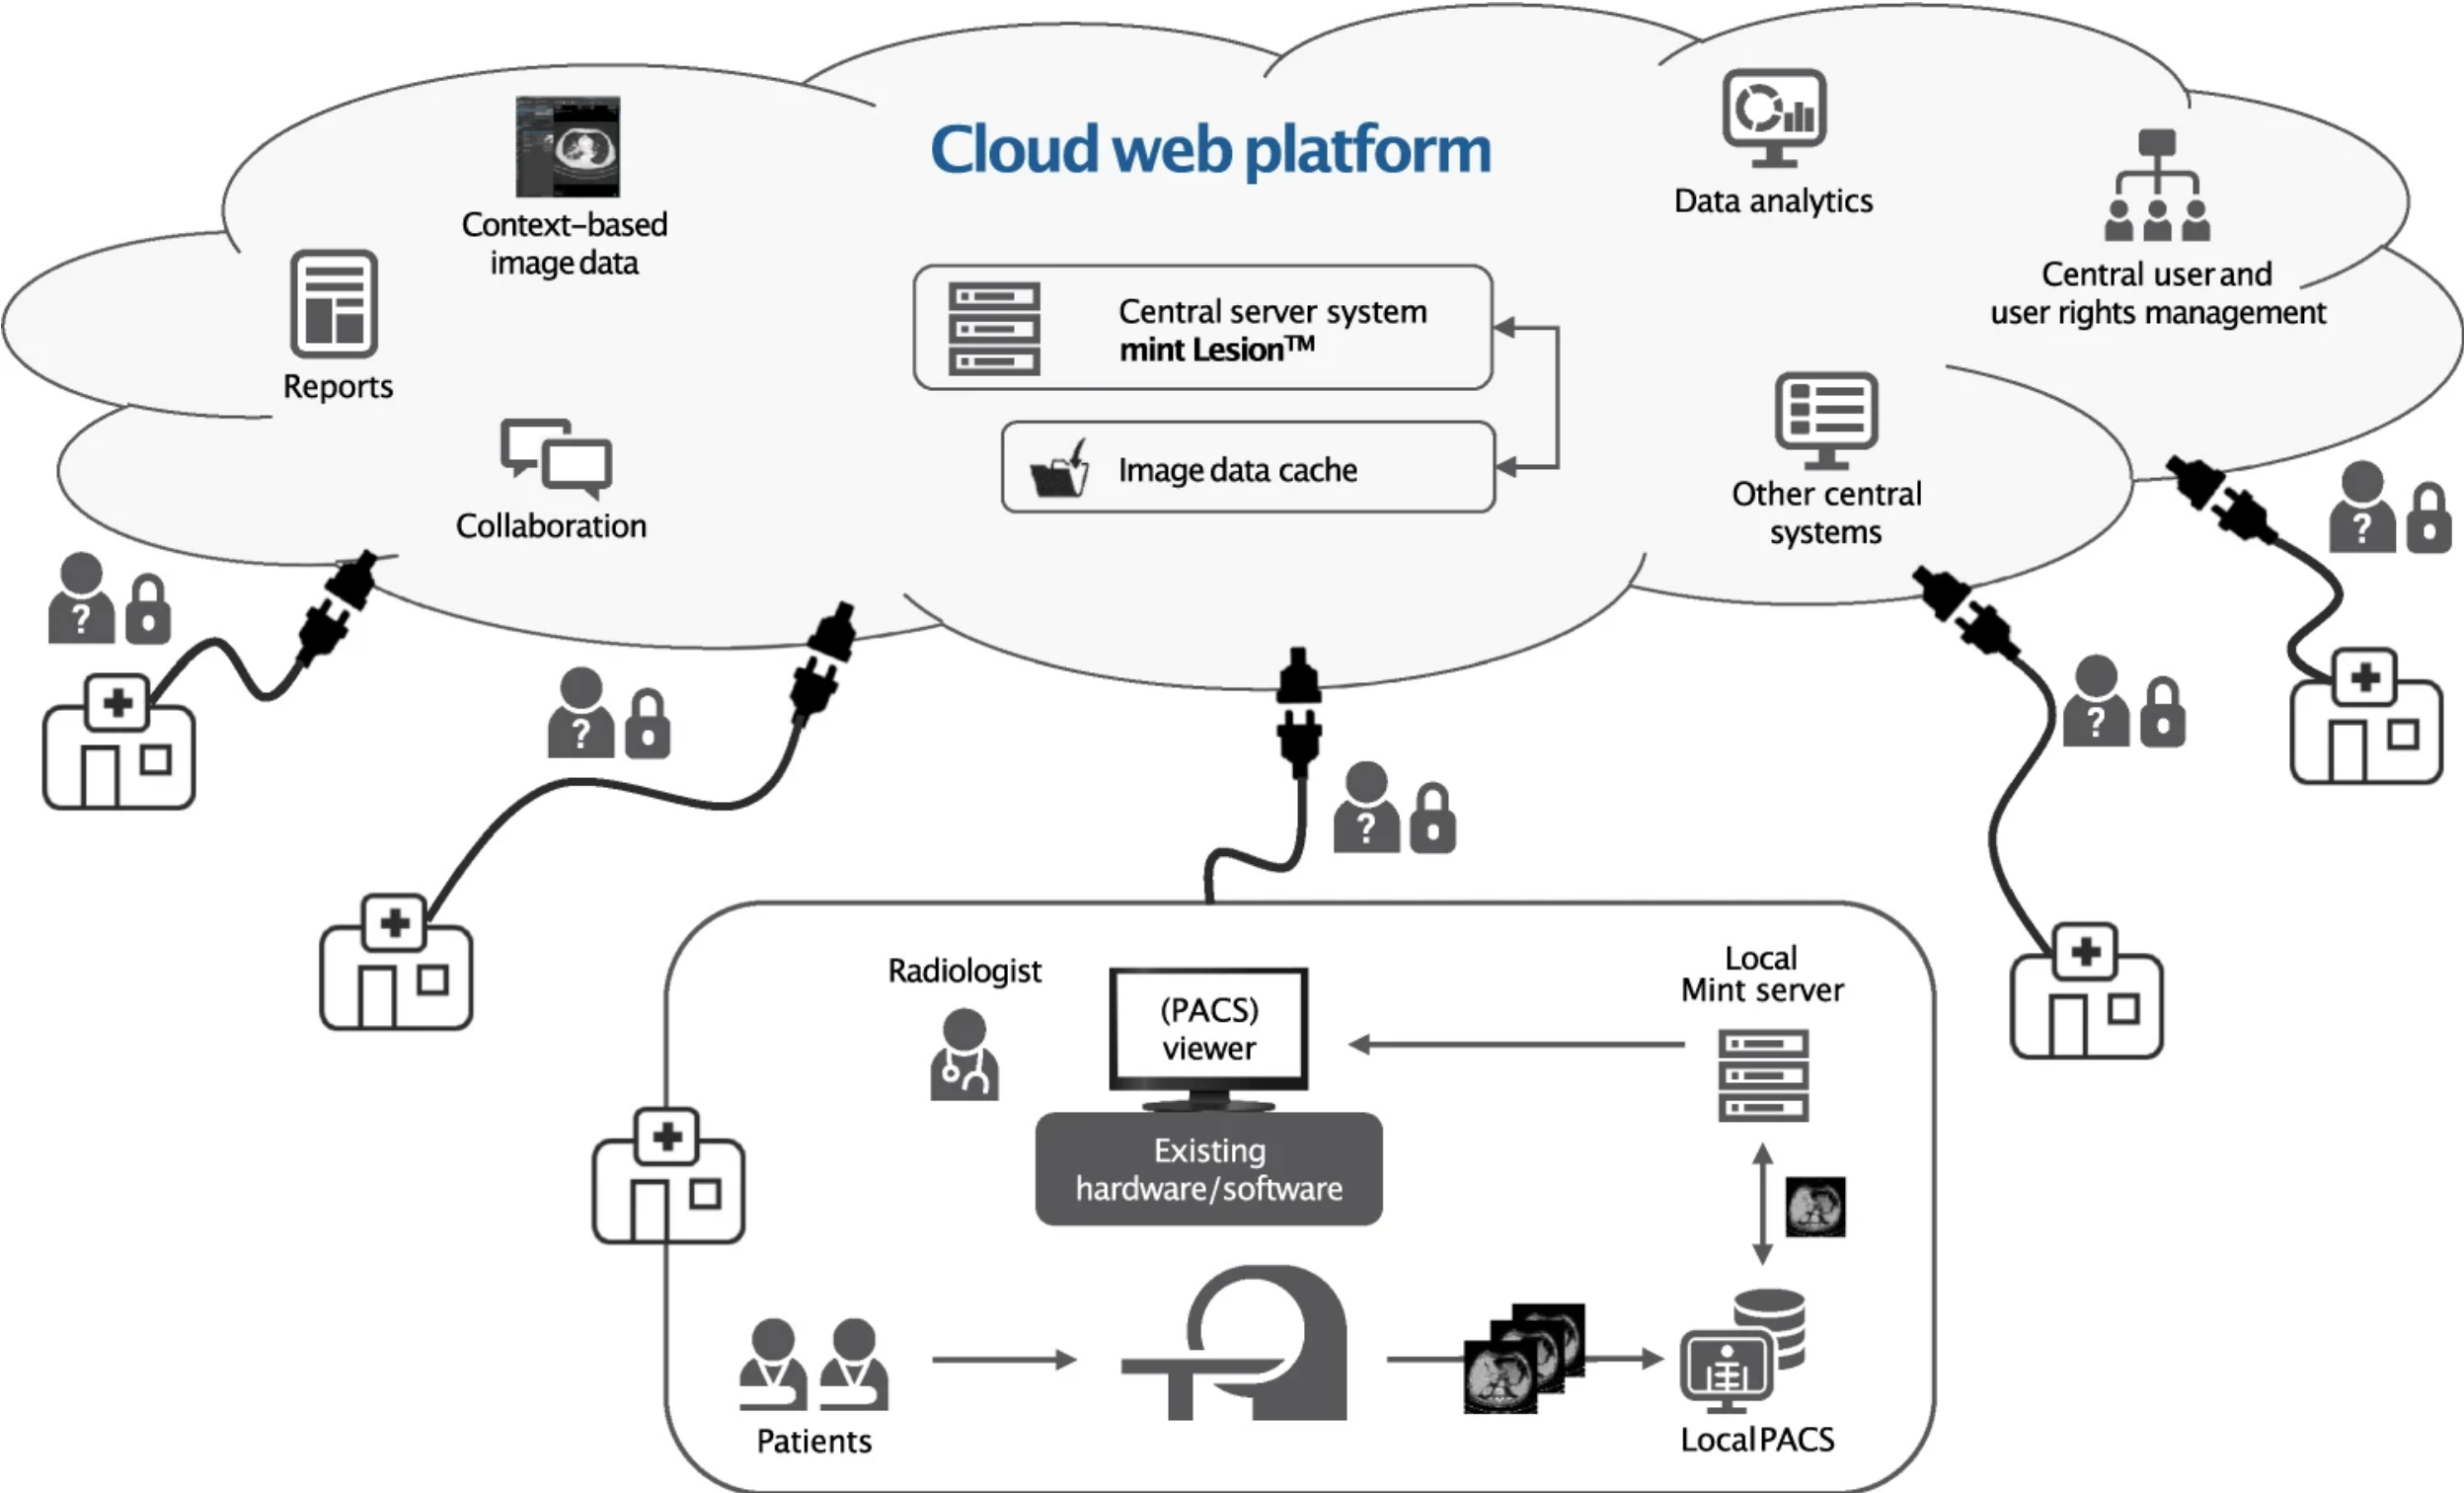 Cloud web platform
Context-based
image data
Reports
Collaboration
Central server system
mint Lesion™
Image data cache
Data analytics
Central user and
user rights management
Other central
systems
?
?
?
?
?
Radiologist
(PACS)
viewer
Existing
hardware/software
Local
Mint server
Patients
Local PACS